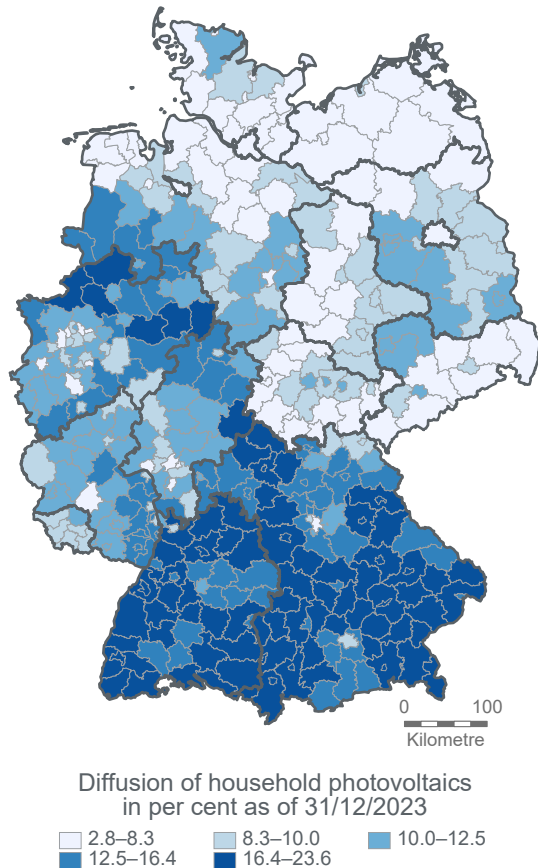 0 100
Kilometre
Diffusion of household photovoltaics
in per cent as of 31/12/2023
2.8–8.3 8.3–10.0 10.0–12.5
12.5–16.4 16.4–23.6